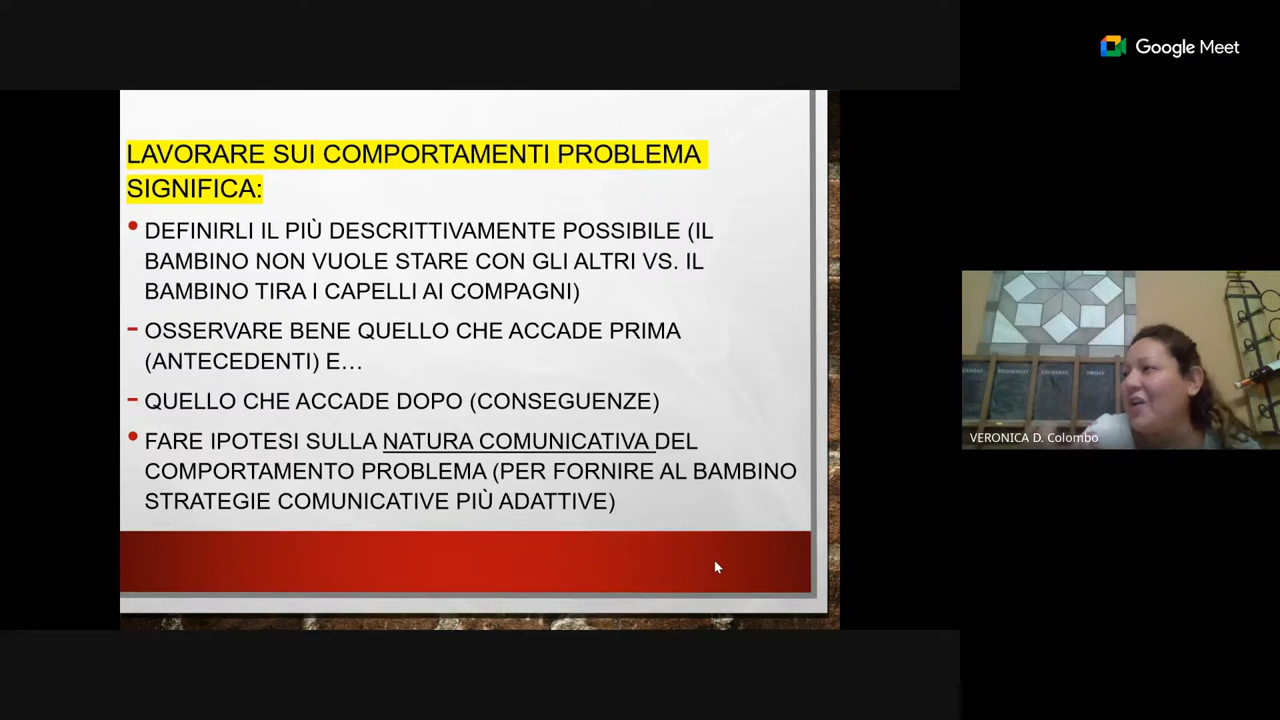 Google Meet
LAVORARE SUI COMPORTAMENTI PROBLEMA
SIGNIFICA:
• DEFINIRLI IL PIÙ DESCRITTIVAMENTE POSSIBILE (IL
BAMBINO NON VUOLE STARE CON GLI ALTRI VS. IL
BAMBINO TIRA I CAPELLI AI COMPAGNI)
- OSSERVARE BENE QUELLO CHE ACCADE PRIMA
(ANTECEDENTI) E…
- QUELLO CHE ACCADE DOPO (CONSEGUENZE)
• FARE IPOTESI SULLA NATURA COMUNICATIVA DEL
COMPORTAMENTO PROBLEMA (PER FORNIRE AL BAMBINO
STRATEGIE COMUNICATIVE PIÙ ADATTIVE)
VERONICA D. Colombo